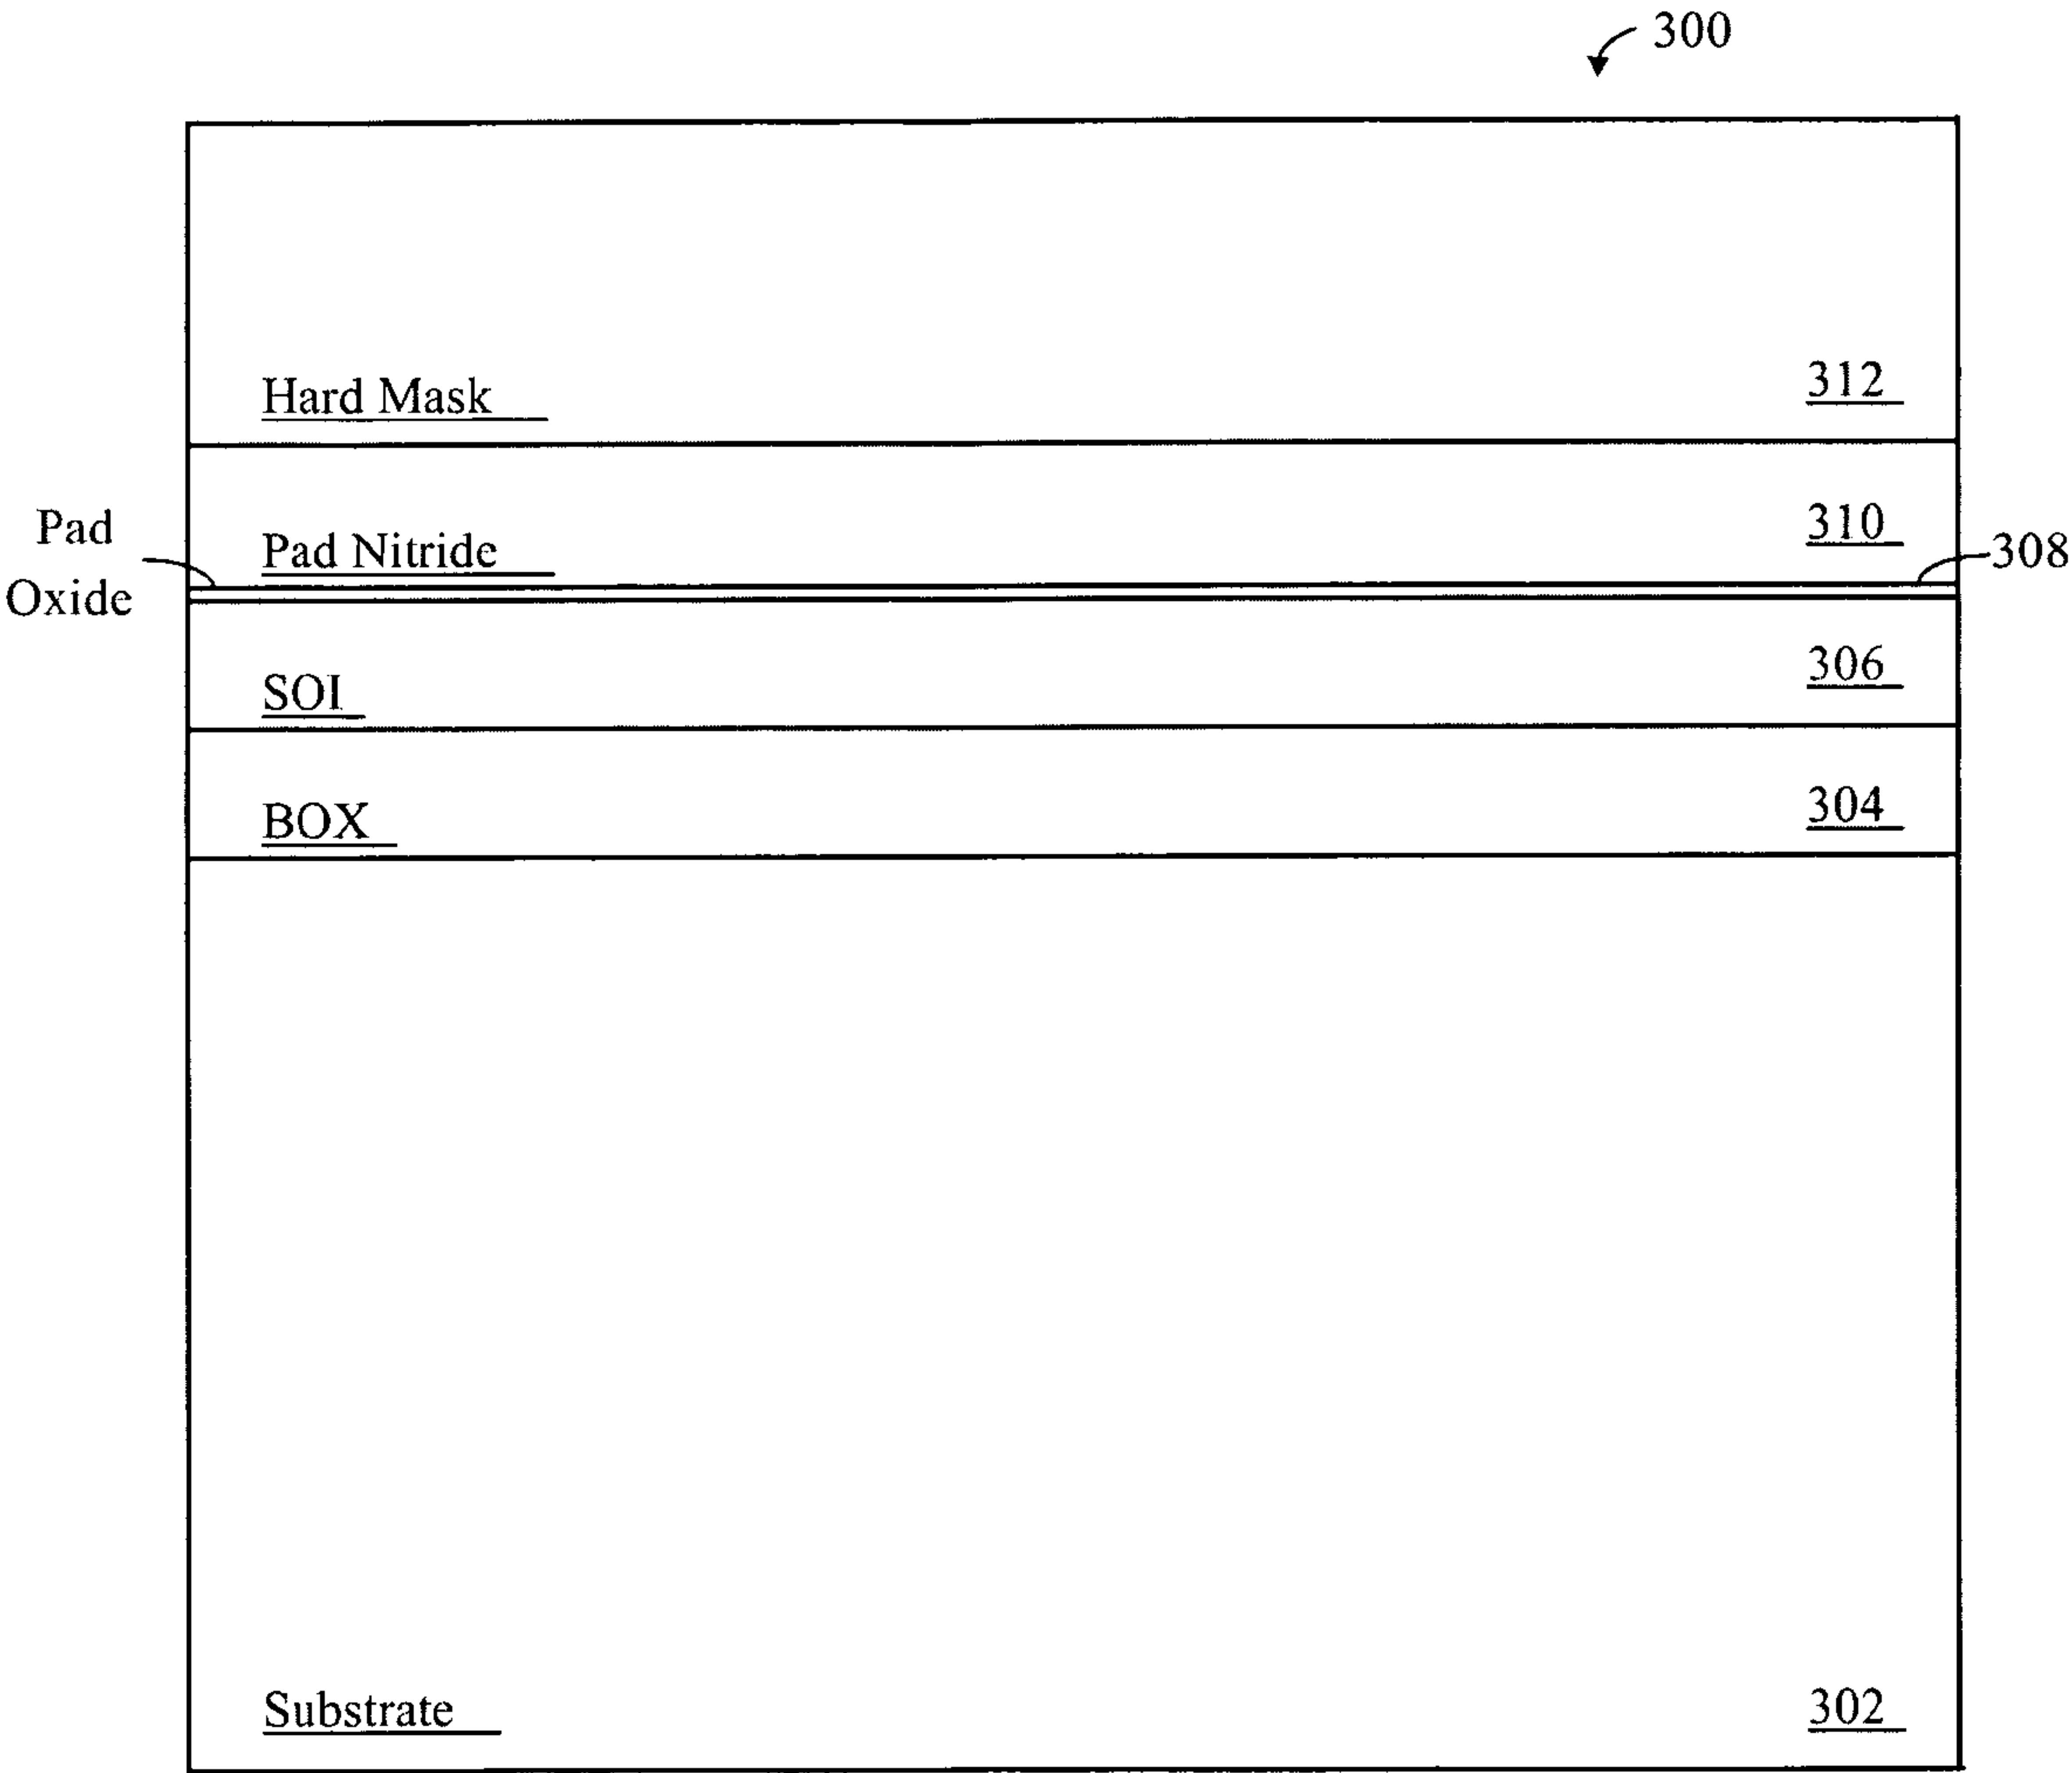 300
Hard Mask 312
Pad Nitride 310
Pad
Oxide
308
SOI 306
BOX 304
Substrate 302